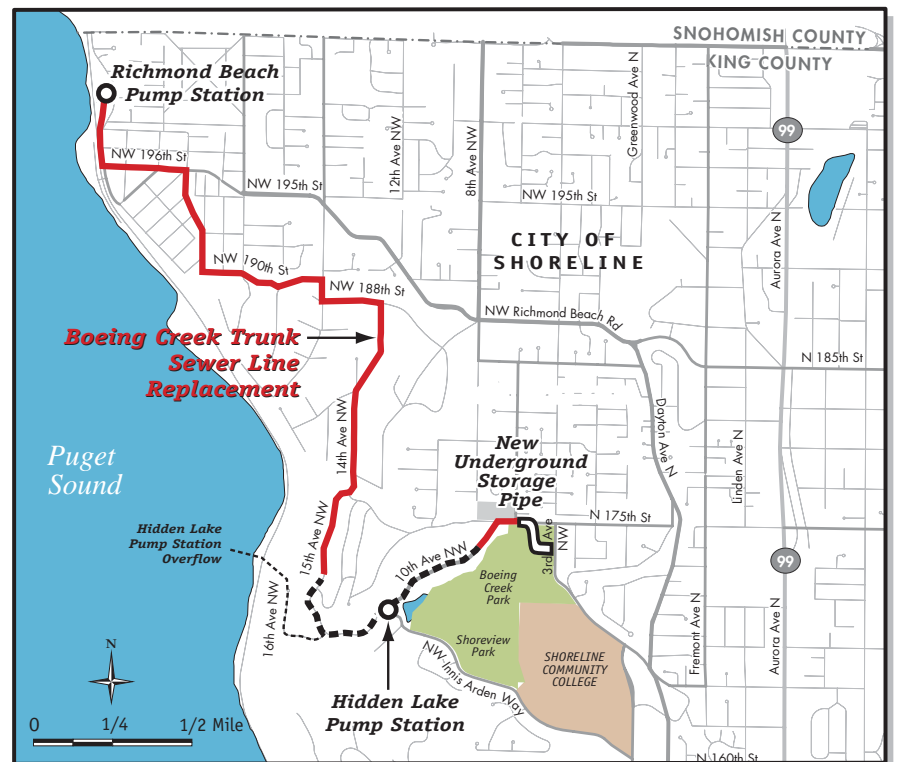 SNOHOMISH COUNTY
KING COUNTY
Richmond Beach
Pump Station
Greenwood Ave N
99
NW 196th St
12th Ave NW
8th Ave NW
NW 195th St
NW 195th St
CITY OF
SHORELINE
Aurora Ave N
NW 190th St
NW 188th St
NW Richmond Beach Rd
Boeing Creek Trunk
Sewer Line
Replacement
N 185th St
14th Ave NW
Dayton Ave N
Linden Ave N
Puget
Sound
New
Underground
Storage
Pipe
N 175th St
Hidden Lake
Pump Station
Overflow
15th Ave NW
10th Ave NW
3rd Ave
NW
99
Boeing
Creek
Park
16th Ave NW
Shoreview
Park
SHORELINE
COMMUNITY
COLLEGE
Fremont Ave N
Aurora Ave N
NW Innis Arden Way
N
Hidden Lake
Pump Station
0 1/4 1/2 Mile
N 160th St